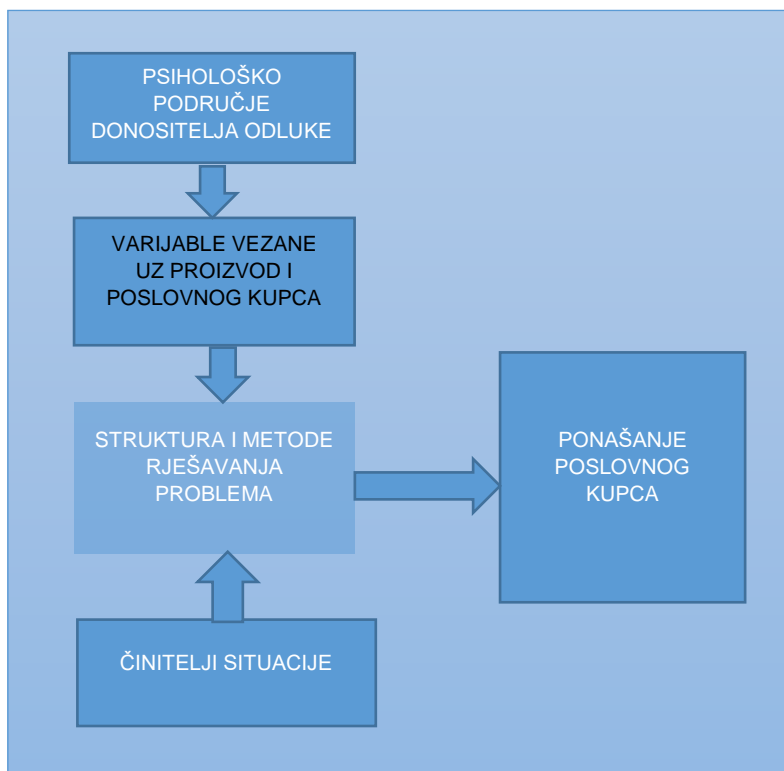 PSIHOLOŠKO
PODRUČJE
DONOSITELJA ODLUKE
VARIJABLE VEZANE
UZ PROIZVOD I
POSLOVNOG KUPCA
STRUKTURA I METODE
RJEŠAVANJA
PROBLEMA
PONAŠANJE
POSLOVNOG
KUPCA
ČINITELJI SITUACIJE